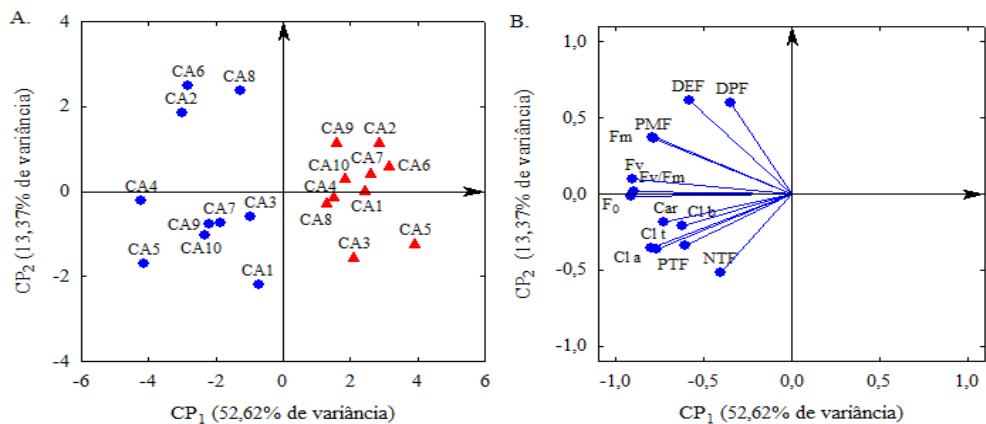 A.
4
2
0
-2
-4
-6
-4
-2
0
2
4
6
CP2 (13,37% de variância)
CP1 (52,62% de variância)
CA6
CA8
CA2
CA4
CA3
CA7
CA9
CA10
CA5
CA1
CA9
CA2
CA7
CA10
CA6
CA4
CA1
CA8
CA3
CA5
B.
1,0
0,5
0,0
-0,5
-1,0
-1,0
-0,5
0,0
0,5
1,0
CP2 (13,37% de variância)
CP1 (52,62% de variância)
DEF
DPF
PMF
Fm
Fv
Fv/Fm
F0
Car
Cl b
Cl t
Cl a
PTF
NTF